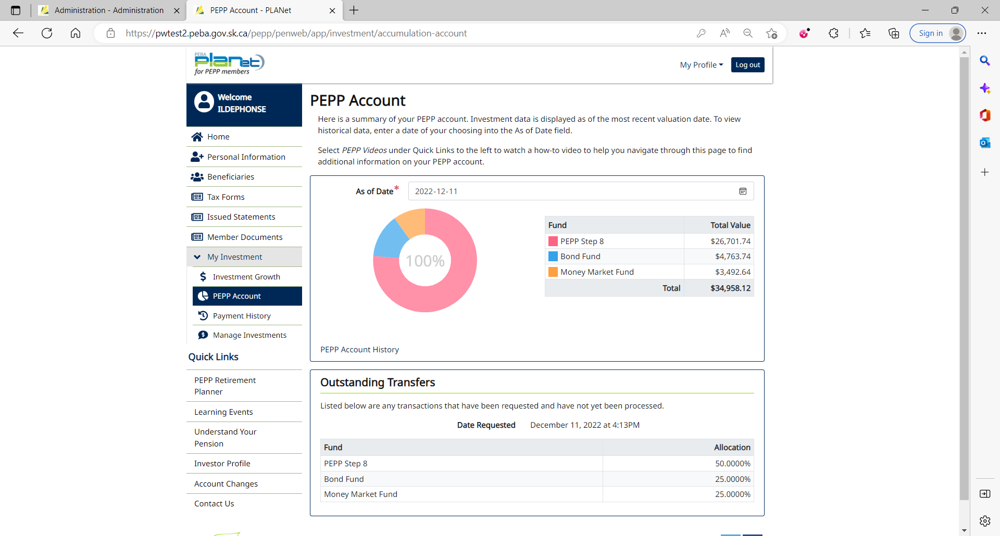 Administration - Administration
PEPP Account - PLANet
https://pwtest2.peba.gov.sk.ca/pepp/penweb/app/investment/accumulation-account
Sign in
PEBA
planet
for PEPP members
My Profile
Log out
Welcome
ILDEPHONSE
Home
Personal Information
Beneficiaries
Tax Forms
Issued Statements
Member Documents
My Investment
Investment Growth
PEPP Account
Payment History
Manage Investments
Quick Links
PEPP Retirement
Planner
Learning Events
Understand Your
Pension
Investor Profile
Account Changes
Contact Us
PEPP Account
Here is a summary of your PEPP account. Investment data is displayed as of the most recent valuation date. To view
historical data, enter a date of your choosing into the As of Date field.
Select PEPP Videos under Quick Links to the left to watch a how-to video to help you navigate through this page to find
additional information on your PEPP account.
As of Date* 2022-12-11
100%
Fund Total Value
PEPP Step 8 $26,701.74
Bond Fund $4,763.74
Money Market Fund $3,492.64
Total $34,958.12
PEPP Account History
Outstanding Transfers
Listed below are any transactions that have been requested and have not yet been processed.
Date Requested December 11, 2022 at 4:13PM
Fund Allocation
PEPP Step 8 50.0000%
Bond Fund 25.0000%
Money Market Fund 25.0000%